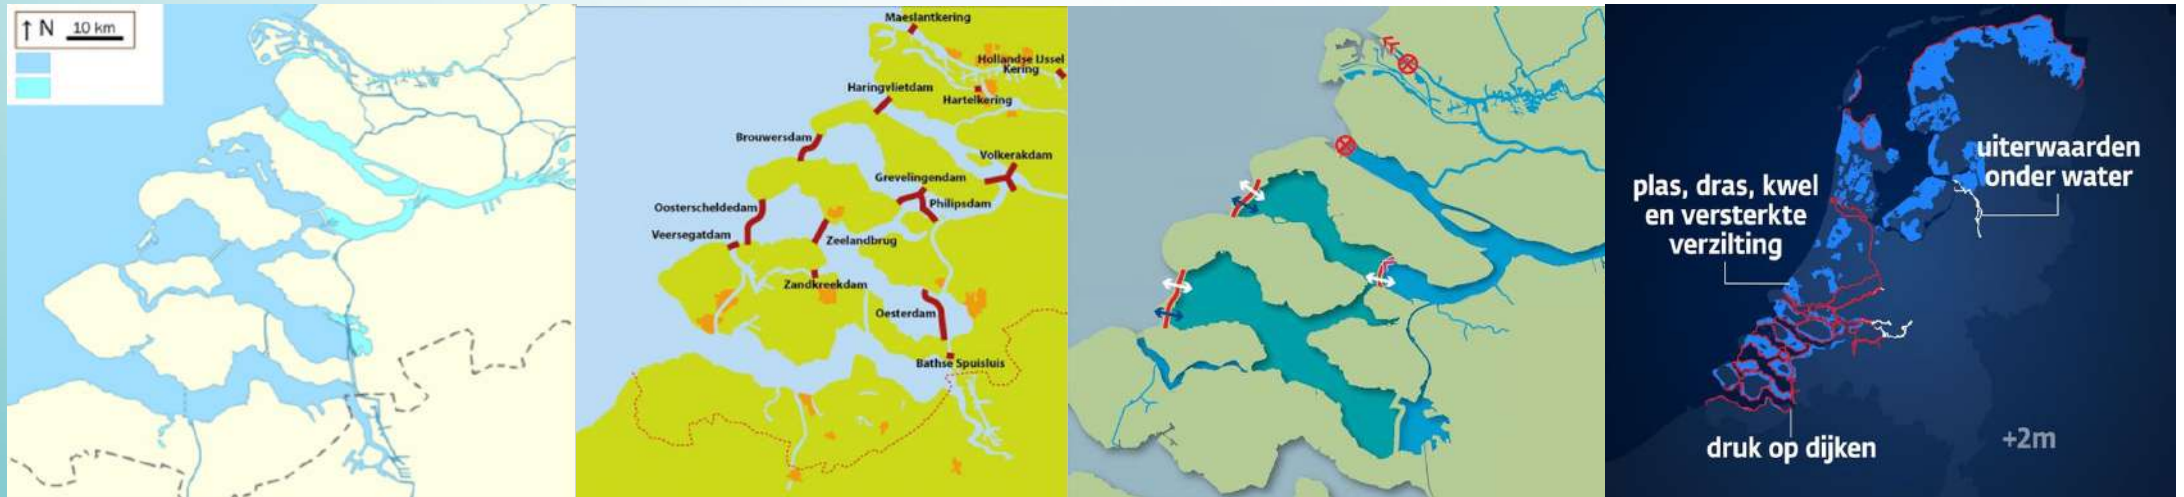 ↑ N 10 km
Maeslantkering
Hollandse IJssel
Kering
Haringvlietdam
Hartelkering
Brouwersdam
Volkerakdam
Grevelingendam
Oosterscheldedam
Philipsdam
Veersegatdam
Zeelandbrug
Zandkreekdam
Oesterdam
Bathse Spuisluis
uiterwaarden
onder water
plas, dras, kwel
en versterkte
verzilting
druk op dijken
+2m